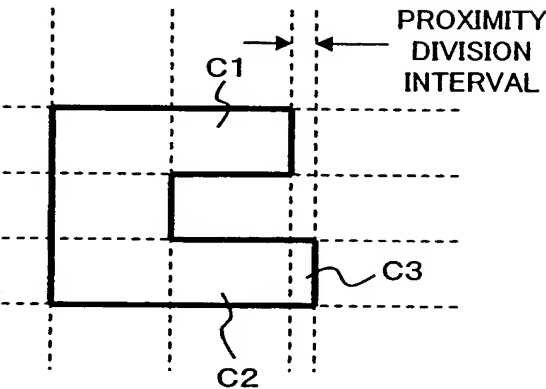 PROXIMITY
DIVISION
INTERVAL
C1
C3
C2